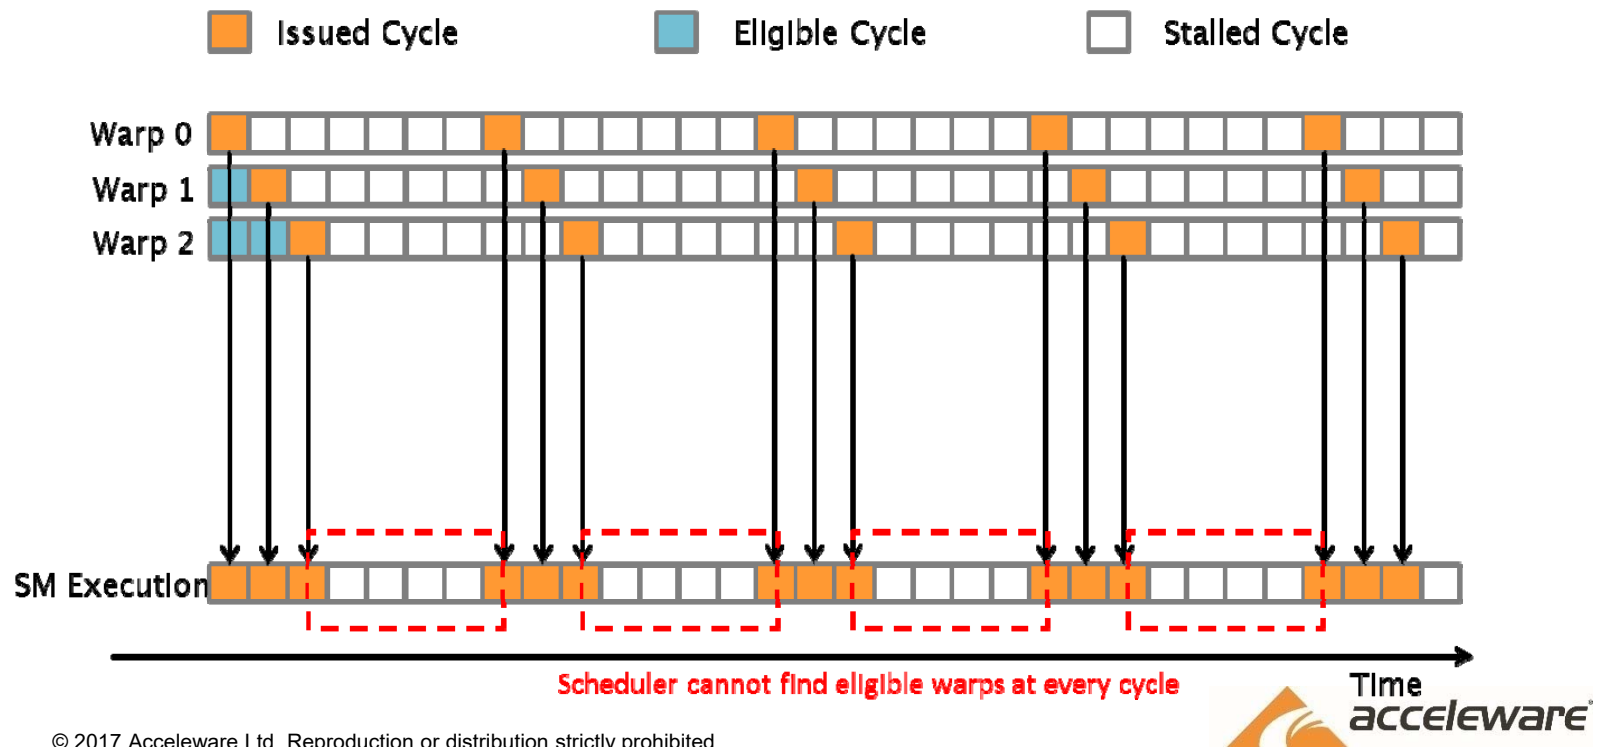 Issued Cycle
Eligible Cycle
Stalled Cycle
Warp 0
Warp 1
Warp 2
SM Execution
Scheduler cannot find eligible warps at every cycle
Time
acceleware
© 2017 Acceleware Ltd. Reproduction or distribution strictly prohibited